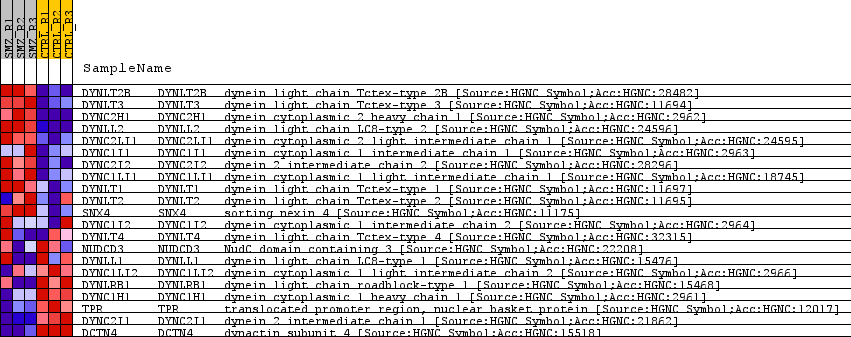 SMZ_R1
SMZ_R2
SMZ_R3
CTRL_R1
CTRL_R2
CTRL_R3
SampleName
DYNLT2B DYNLT2B dynein light chain Tctex-type 2B [Source:HGNC Symbol;Acc:HGNC:28482]
DYNLT3 DYNLT3 dynein light chain Tctex-type 3 [Source:HGNC Symbol;Acc:HGNC:11694]
DYNC2H1 DYNC2H1 dynein cytoplasmic 2 heavy chain 1 [Source:HGNC Symbol;Acc:HGNC:2962]
DYNLL2 DYNLL2 dynein light chain LC8-type 2 [Source:HGNC Symbol;Acc:HGNC:24596]
DYNC2LI1 DYNC2LI1 dynein cytoplasmic 2 light intermediate chain 1 [Source:HGNC Symbol;Acc:HGNC:24595]
DYNC1I1 DYNC1I1 dynein cytoplasmic 1 intermediate chain 1 [Source:HGNC Symbol;Acc:HGNC:2963]
DYNC2I2 DYNC2I2 dynein 2 intermediate chain 2 [Source:HGNC Symbol;Acc:HGNC:28296]
DYNC1LI1 DYNC1LI1 dynein cytoplasmic 1 light intermediate chain 1 [Source:HGNC Symbol;Acc:HGNC:18745]
DYNLT1 DYNLT1 dynein light chain Tctex-type 1 [Source:HGNC Symbol;Acc:HGNC:11697]
DYNLT2 DYNLT2 dynein light chain Tctex-type 2 [Source:HGNC Symbol;Acc:HGNC:11695]
SNX4 SNX4 sorting nexin 4 [Source:HGNC Symbol;Acc:HGNC:11175]
DYNC1I2 DYNC1I2 dynein cytoplasmic 1 intermediate chain 2 [Source:HGNC Symbol;Acc:HGNC:2964]
DYNLT4 DYNLT4 dynein light chain Tctex-type 4 [Source:HGNC Symbol;Acc:HGNC:32315]
NUDCD3 NUDCD3 NudC domain containing 3 [Source:HGNC Symbol;Acc:HGNC:22208]
DYNLL1 DYNLL1 dynein light chain LC8-type 1 [Source:HGNC Symbol;Acc:HGNC:15476]
DYNC1LI2 DYNC1LI2 dynein cytoplasmic 1 light intermediate chain 2 [Source:HGNC Symbol;Acc:HGNC:2966]
DYNLRB1 DYNLRB1 dynein light chain roadblock-type 1 [Source:HGNC Symbol;Acc:HGNC:15468]
DYNC1H1 DYNC1H1 dynein cytoplasmic 1 heavy chain 1 [Source:HGNC Symbol;Acc:HGNC:2961]
TPR TPR translocated promoter region, nuclear basket protein [Source:HGNC Symbol;Acc:HGNC:12017]
DYNC2I1 DYNC2I1 dynein 2 intermediate chain 1 [Source:HGNC Symbol;Acc:HGNC:21862]
DCTN4 DCTN4 dynactin subunit 4 [Source:HGNC Symbol;Acc:HGNC:15518]